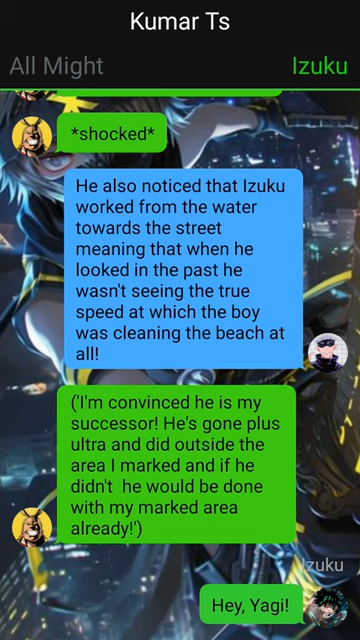 Kumar Ts
All Might
Izuku
*shocked*
He also noticed that Izuku
worked from the water
towards the street
meaning that when he
looked in the past he
wasn't seeing the true
speed at which the boy
was cleaning the beach at
all!
('I'm convinced he is my
successor! He's gone plus
ultra and did outside the
area I marked and if he
didn't  he would be done
with my marked area
already!')
Izuku
Hey, Yagi!